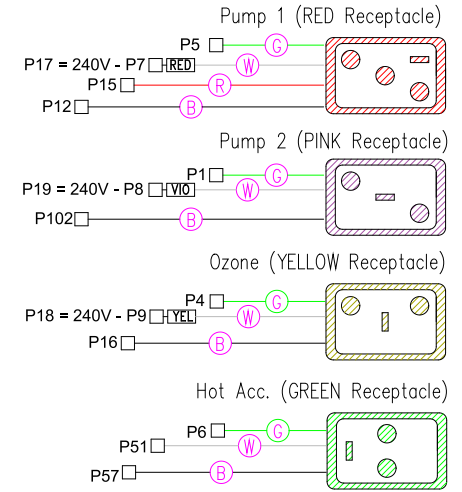 Pump 1 (RED Receptacle)
P5 G
P17 = 240V - P7 RED W
P15 R
P12 B
Pump 2 (PINK Receptacle)
P1 G
P19 = 240V - P8 VIO W
P102 B
Ozone (YELLOW Receptacle)
P4 G
P18 = 240V - P9 YEL W
P16 B
Hot Acc. (GREEN Receptacle)
P6 G
P51 W
P57 B